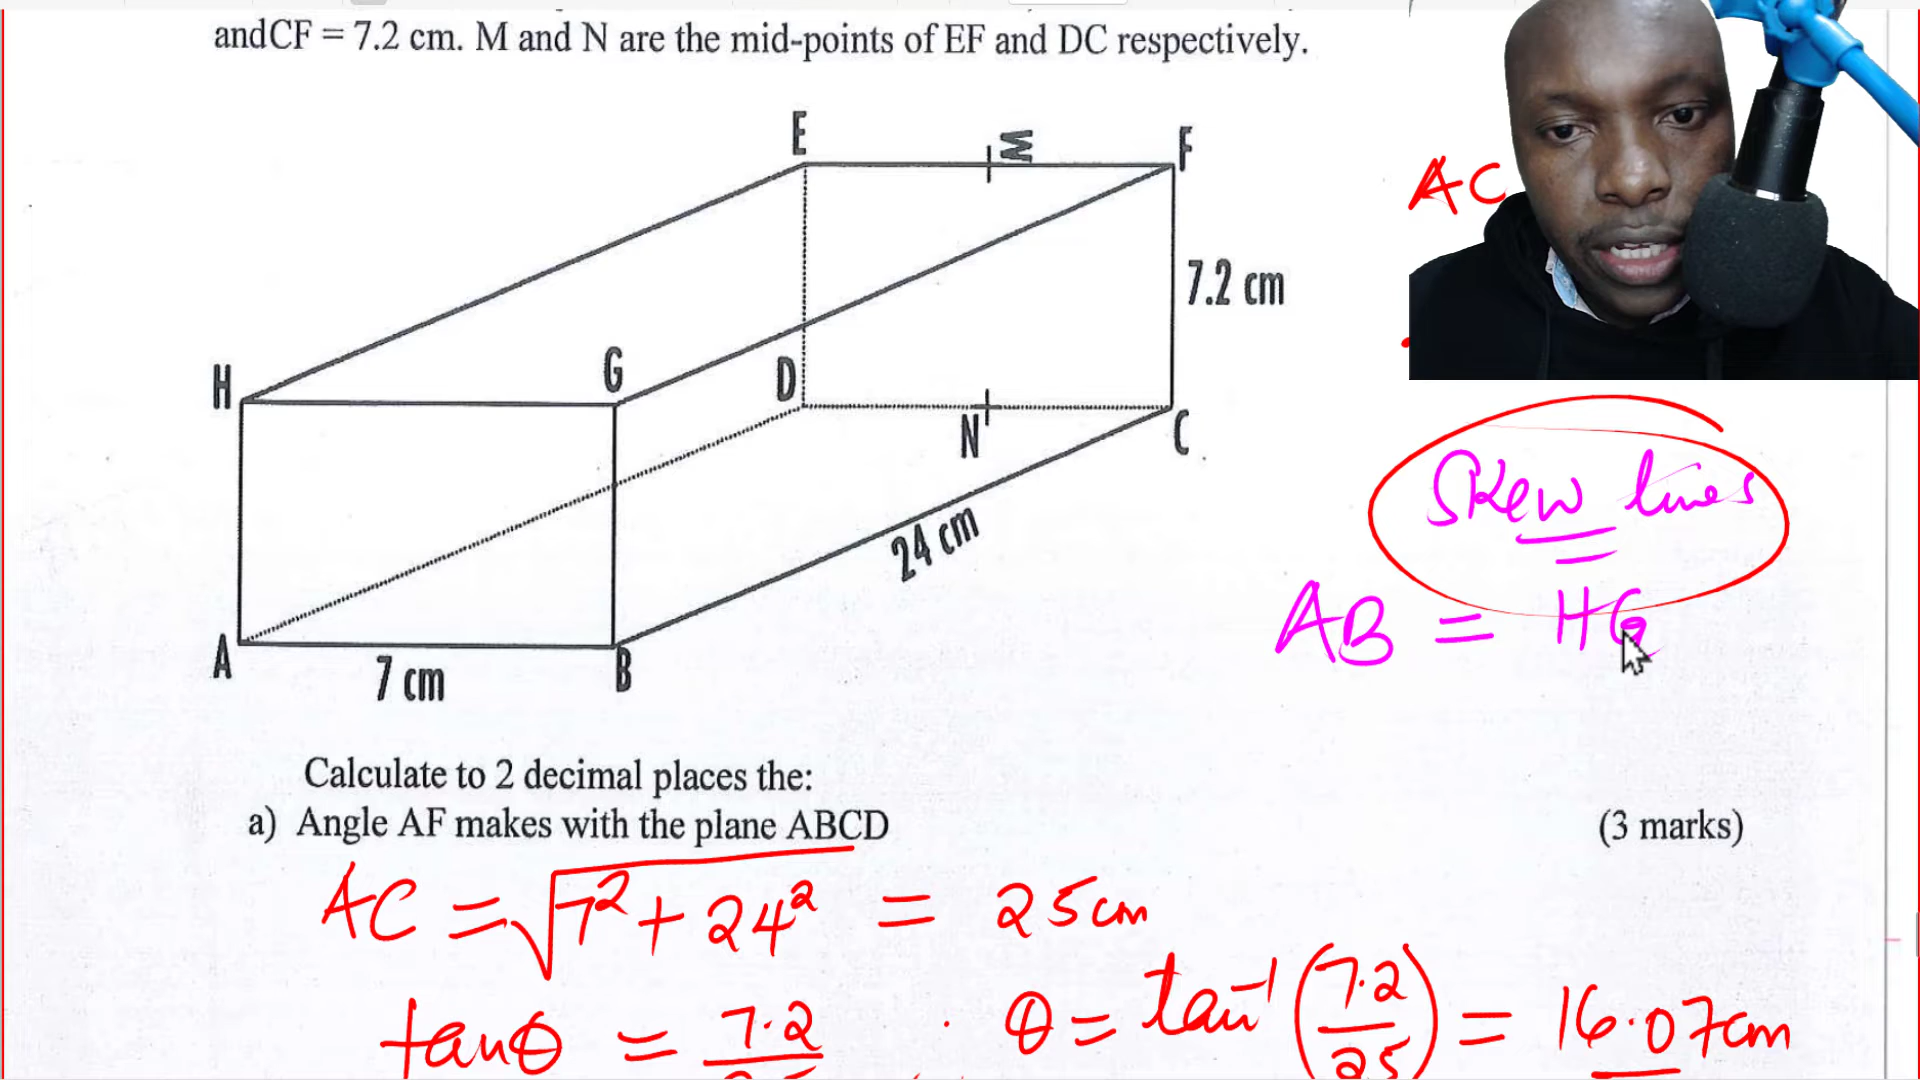 andCF = 7.2 cm. M and N are the mid-points of EF and DC respectively.
E
M
F
AC
7.2 cm
H
G
D
N
C
Skew lines
24 cm
AB = HG
A
7 cm
B
Calculate to 2 decimal places the:
a) Angle AF makes with the plane ABCD (3 marks)
AC = √7² + 24² = 25cm
tanθ = 7.2 θ = tan⁻¹ (7.2/25) = 16.07cm